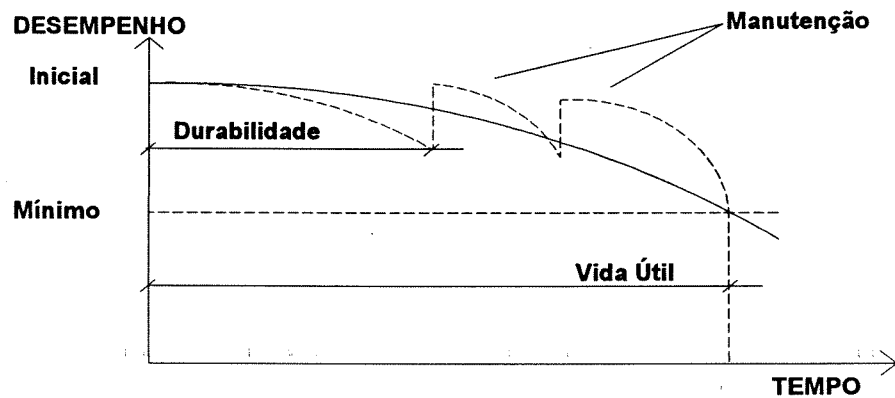 DESEMPENHO
Manutenção
Inicial
Durabilidade
Mínimo
Vida Útil
TEMPO